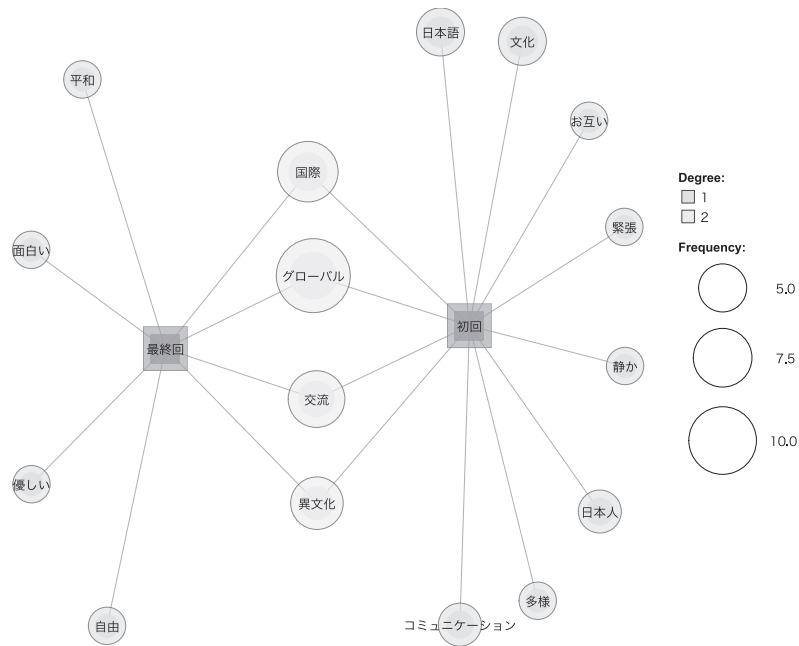 日本語
文化
平和
お互い
国際
Degree:
1
2
緊張
Frequency:
面白い
グローバル
5.0
初回
最終回
7.5
静か
交流
10.0
優しい
異文化
日本人
多様
自由
コミュニケーション